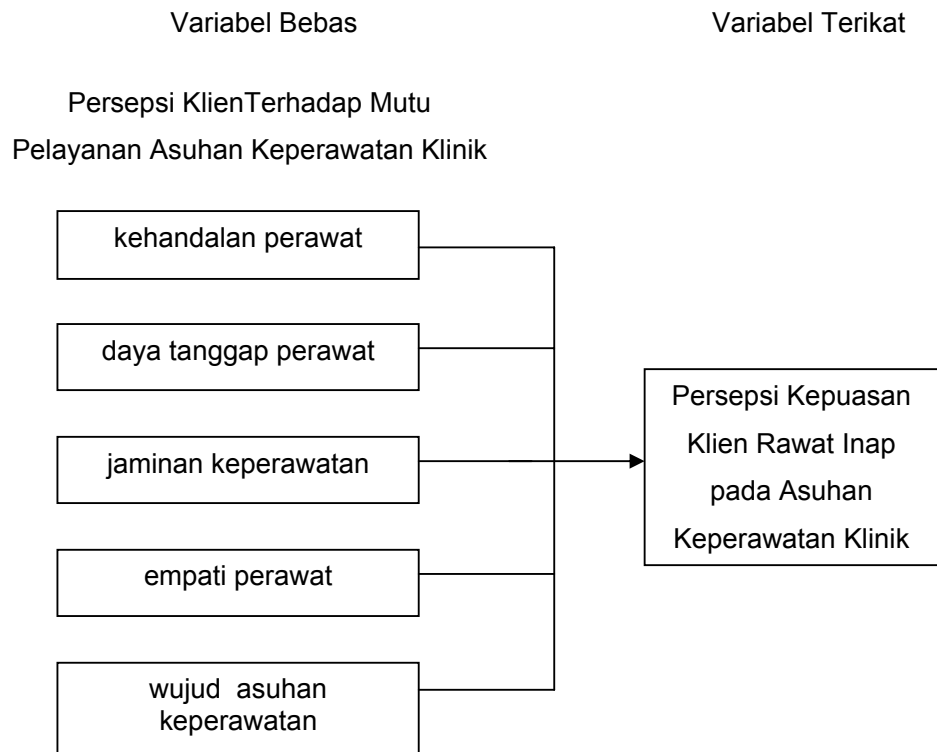 Variabel Bebas
Variabel Terikat
Persepsi KlienTerhadap Mutu
Pelayanan Asuhan Keperawatan Klinik
kehandalan perawat
daya tanggap perawat
jaminan keperawatan
empati perawat
wujud asuhan
keperawatan
Persepsi Kepuasan
Klien Rawat Inap
pada Asuhan
Keperawatan Klinik